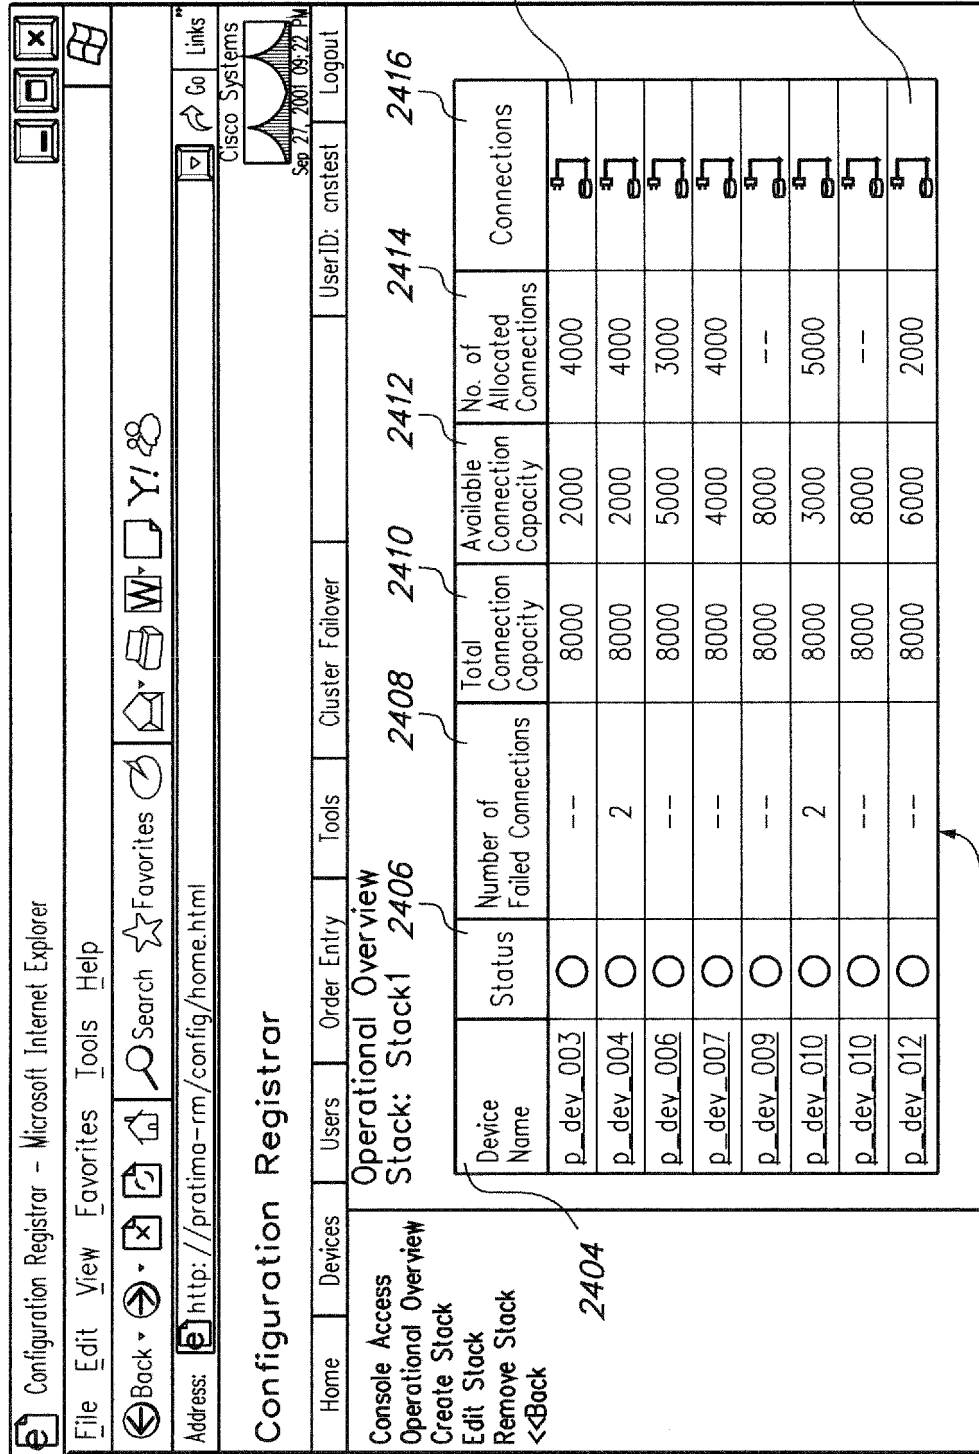 Configuration Registrar – Microsoft Internet Explorer
File Edit View Favorites Tools Help
Back Search Favorites W Y!
Address: http://pratima-rm/config/home.html Go Links »
Cisco Systems
Configuration Registrar
Sep 27, 2001 09:22 PM
Home Devices Users Order Entry Tools Cluster Failover UserID: cnstest Logout
Console Access
Operational Overview
Create Stack
Edit Stack
Remove Stack
<<Back
Operational Overview
Stack: Stack1
2404 2406 2408 2410 2412 2414 2416
Device Name Status Number of Failed Connections Total Connection Capacity Available Connection Capacity No. of Allocated Connections Connections
p_dev_003 -- 8000 2000 4000
p_dev_004 2 8000 2000 4000
p_dev_006 -- 8000 5000 3000
p_dev_007 -- 8000 4000 4000
p_dev_009 -- 8000 8000 --
p_dev_010 2 8000 3000 5000
p_dev_010 -- 8000 8000 --
p_dev_012 -- 8000 6000 2000